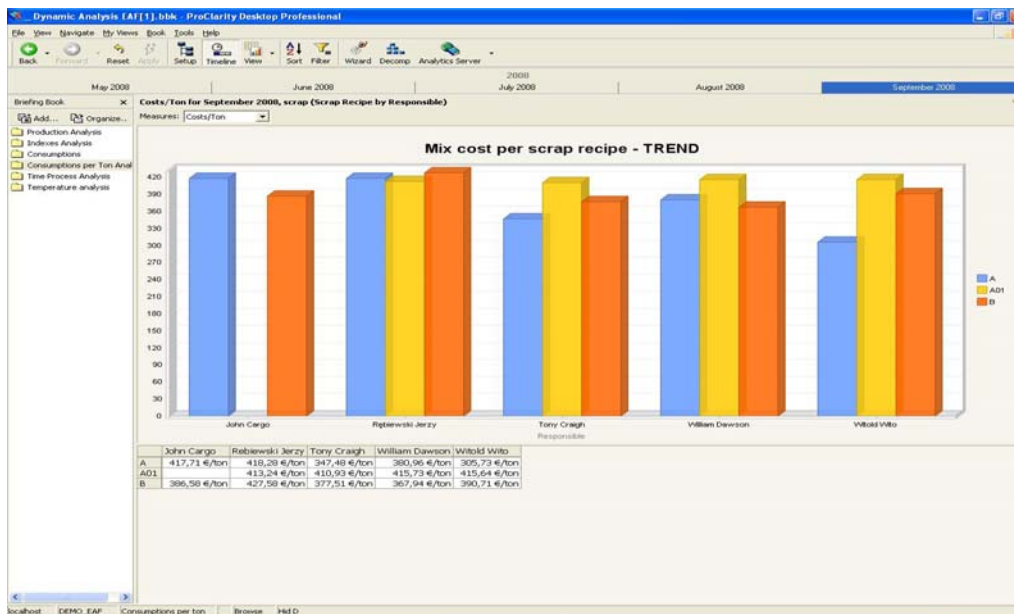 Dynamic Analysis [AF[1].bbk - ProClarity Desktop Professional
File View Navigate My Views Book Tools Help
Back Forward Reset Apply Setup Timeline View Sort Filter Wizard Decomp Analytics Server
2008
May 2008 June 2008 July 2008 August 2008 September 2008
Briefing Book
Add... Organize..
Production Analysis
Indexes Analysis
Consumptions
Consumptions per Ton Anal
Time Process Analysis
Temperature analysis
Costs/Ton for September 2008, scrap (Scrap Recipe by Responsible)
Measures: Costs/Ton
Mix cost per scrap recipe - TREND
420
390
360
330
300
270
240
210
180
150
120
90
60
30
0
John Cargo Rębiewski Jerzy Tony Craigh William Dawson Witold Wito
Responsible
A
A01
B
John Cargo Rebiewski Jerzy Tony Craigh William Dawson Witold Wito
A 417,71 €/ton 418,28 €/ton 347,48 €/ton 380,96 €/ton 305,73 €/ton
A01 413,24 €/ton 410,93 €/ton 415,73 €/ton 415,64 €/ton
B 386,58 €/ton 427,58 €/ton 377,51 €/ton 367,94 €/ton 390,71 €/ton
localhost DEMO_EAF Consumptions per ton Browse Hid D